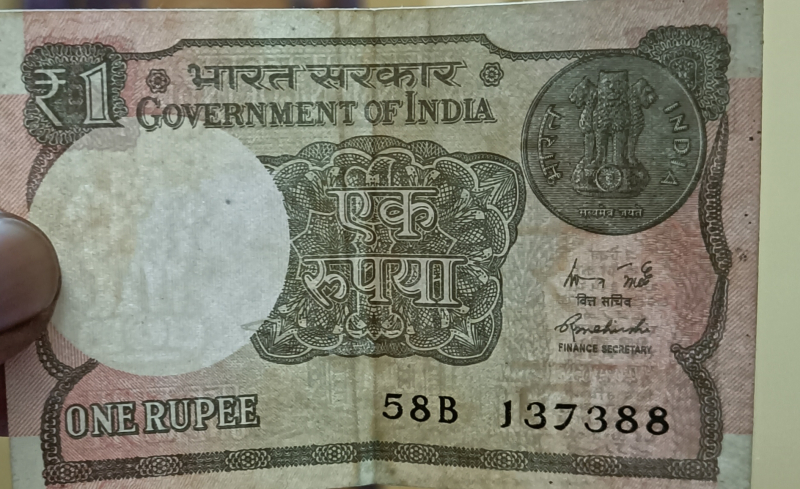 ₹1
भारत सरकार
GOVERNMENT OF INDIA
भारत INDIA
सत्यमेव जयते
एक
रुपया
वित्त सचिव
FINANCE SECRETARY
ONE RUPEE
58B 137388